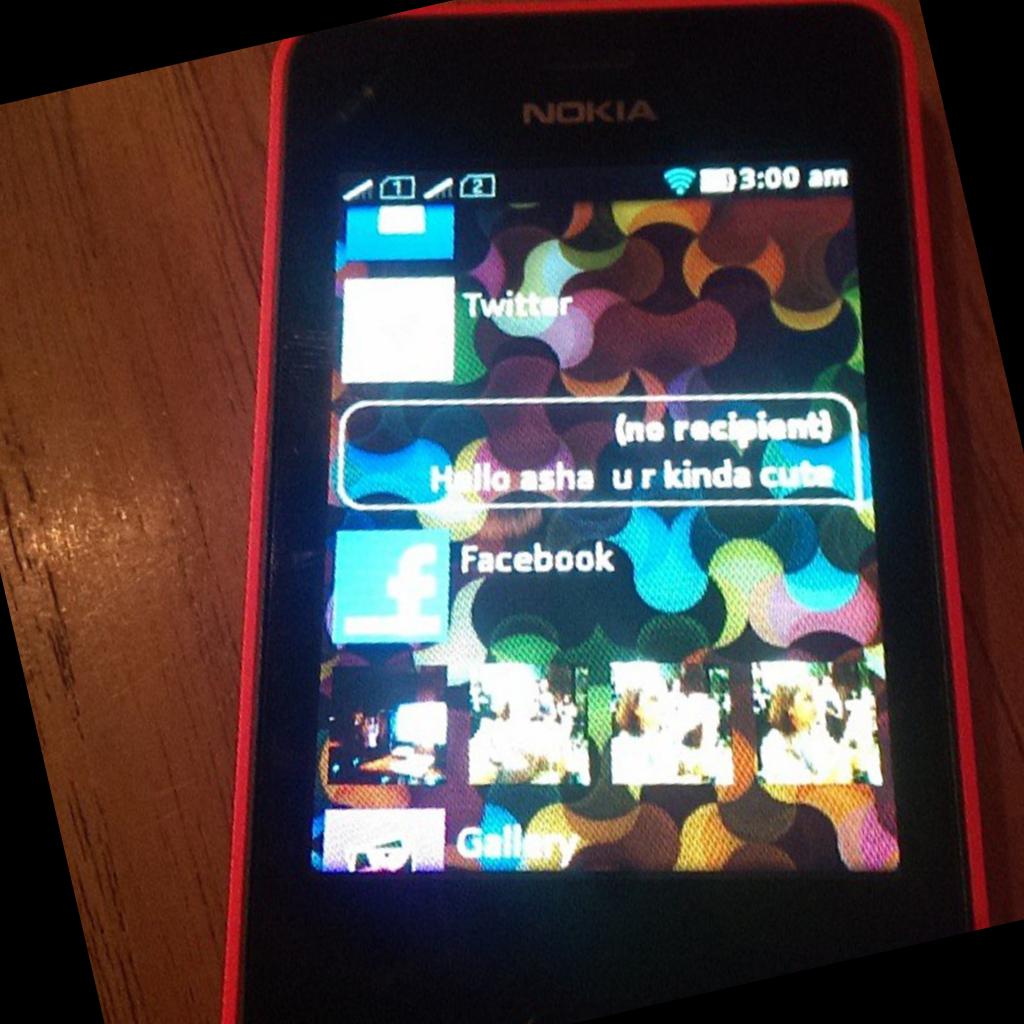 NOKIA
1 2 3:00 am
Twitter
(no recipient)
Hello asha u r kinda cute
Facebook
Gallery